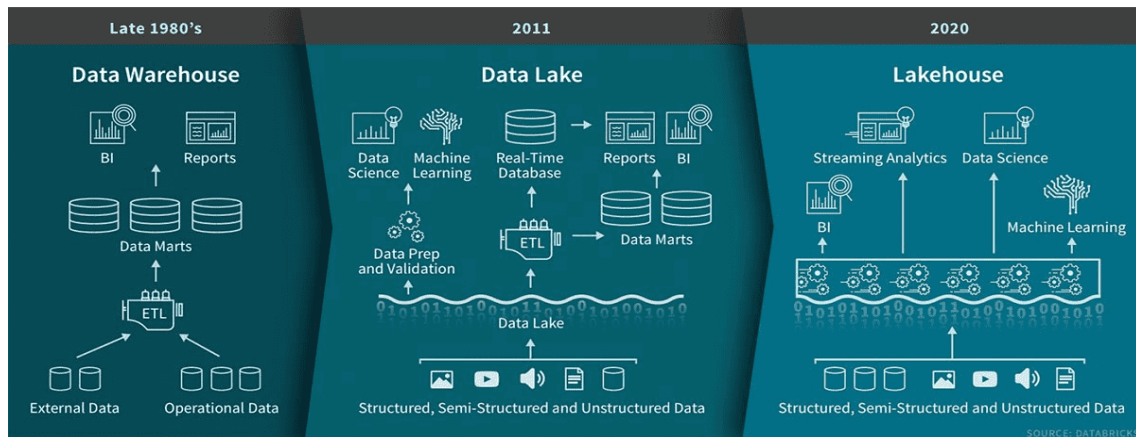 Late 1980's
Data Warehouse
BI
Reports
Data Marts
ETL
External Data
Operational Data
2011
Data Lake
Data
Science
Machine
Learning
Real-Time
Database
Reports
BI
Data Prep
and Validation
ETL
Data Marts
Data Lake
Structured, Semi-Structured and Unstructured Data
2020
Lakehouse
Streaming Analytics
Data Science
BI
Machine Learning
Structured, Semi-Structured and Unstructured Data
SOURCE: DATABRICKS